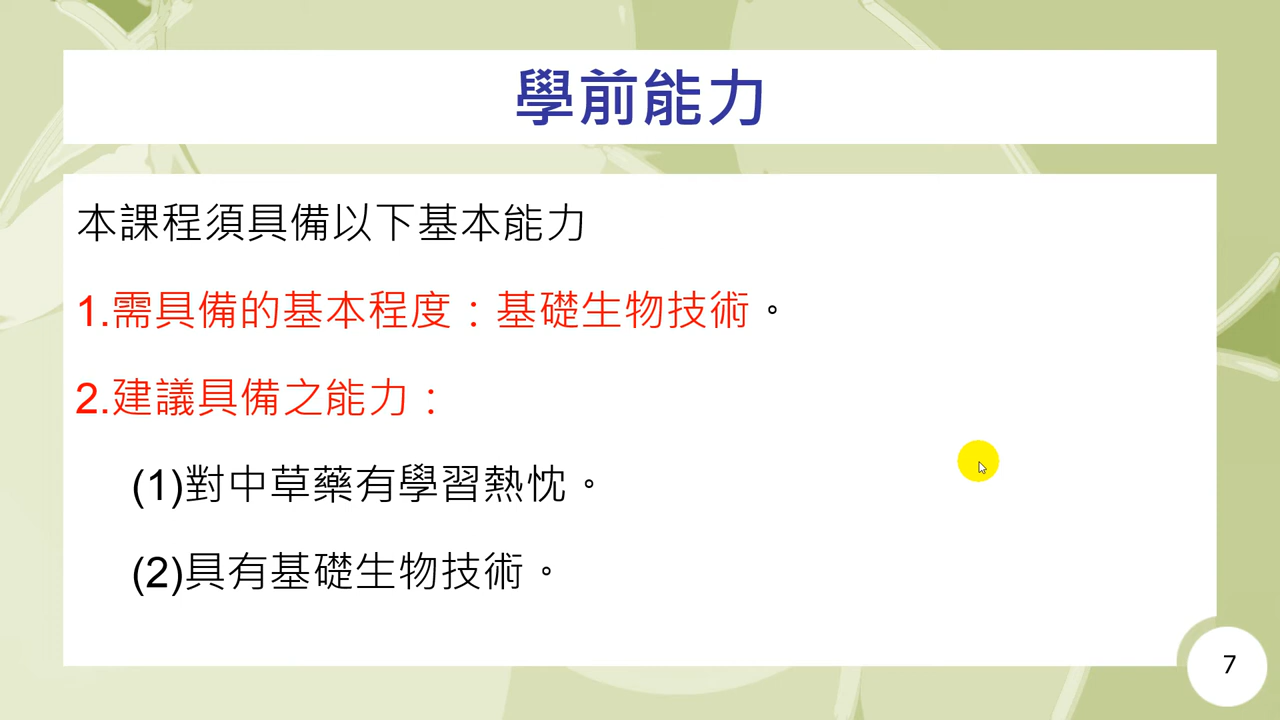 學前能力
本課程須具備以下基本能力
1.需具備的基本程度：基礎生物技術。
2.建議具備之能力：
(1)對中草藥有學習熱忱。
(2)具有基礎生物技術。
7